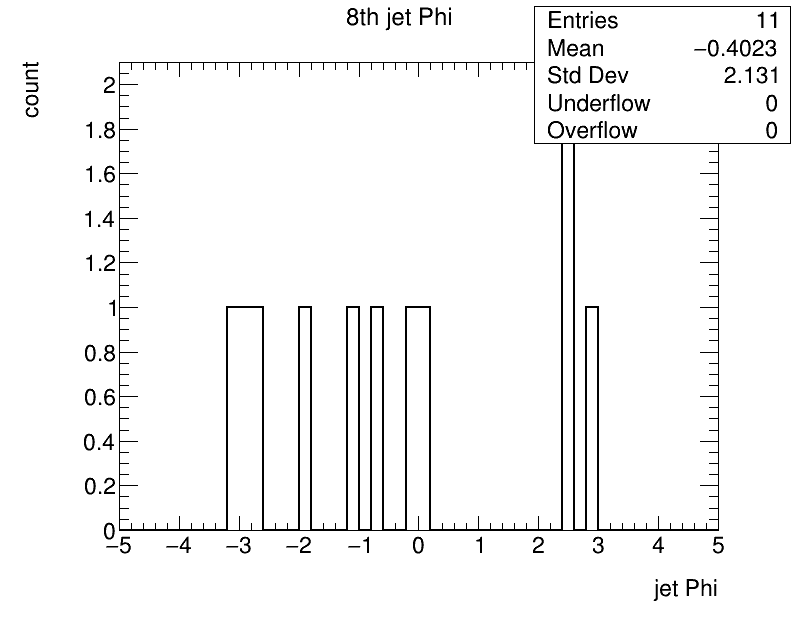 8th jet Phi
Entries 11
Mean −0.4023
Std Dev 2.131
Underflow 0
Overflow 0
count
2
1.8
1.6
1.4
1.2
1
0.8
0.6
0.4
0.2
0
−5 −4 −3 −2 −1 0 1 2 3 4 5
jet Phi